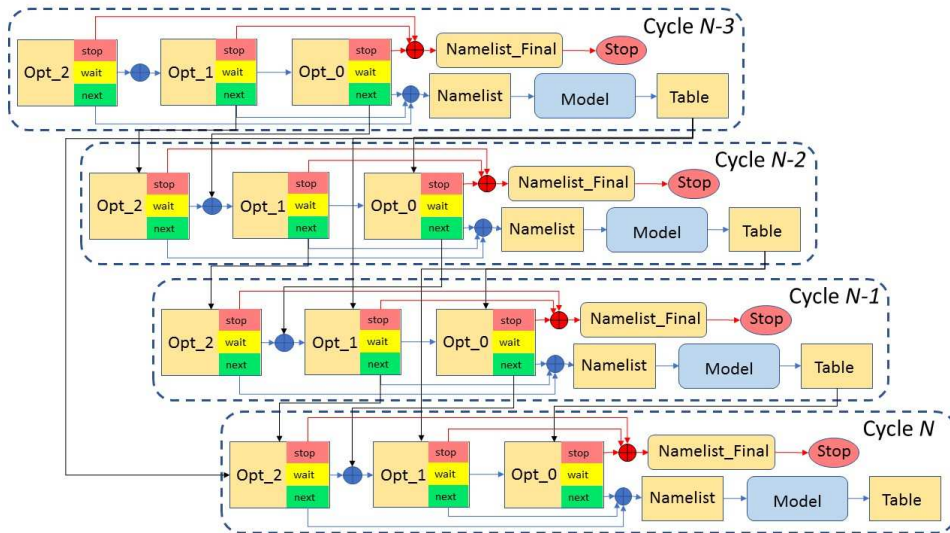 Cycle N-3
stop stop stop Namelist_Final Stop
Opt_2 wait Opt_1 wait Opt_0 wait
next next next Namelist Model Table
Cycle N-2
stop stop stop Namelist_Final Stop
Opt_2 wait Opt_1 wait Opt_0 wait
next next next Namelist Model Table
Cycle N-1
stop stop stop Namelist_Final Stop
Opt_2 wait Opt_1 wait Opt_0 wait
next next next Namelist Model Table
Cycle N
stop stop stop Namelist_Final Stop
Opt_2 wait Opt_1 wait Opt_0 wait
next next next Namelist Model Table